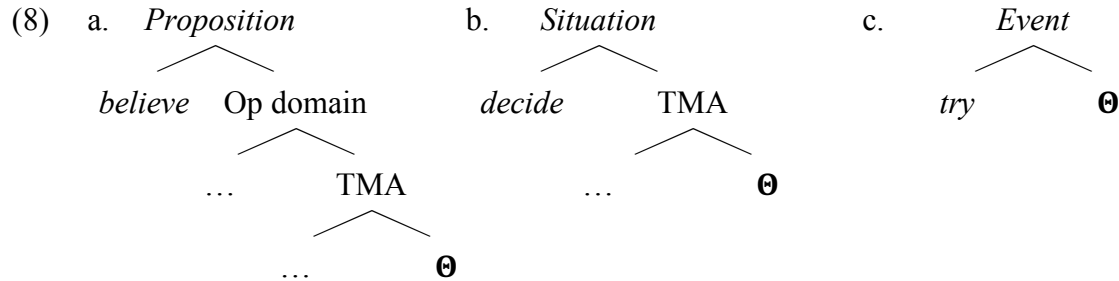 (8) a. Proposition b. Situation c. Event
believe Op domain decide TMA try Θ
… TMA … Θ
… Θ